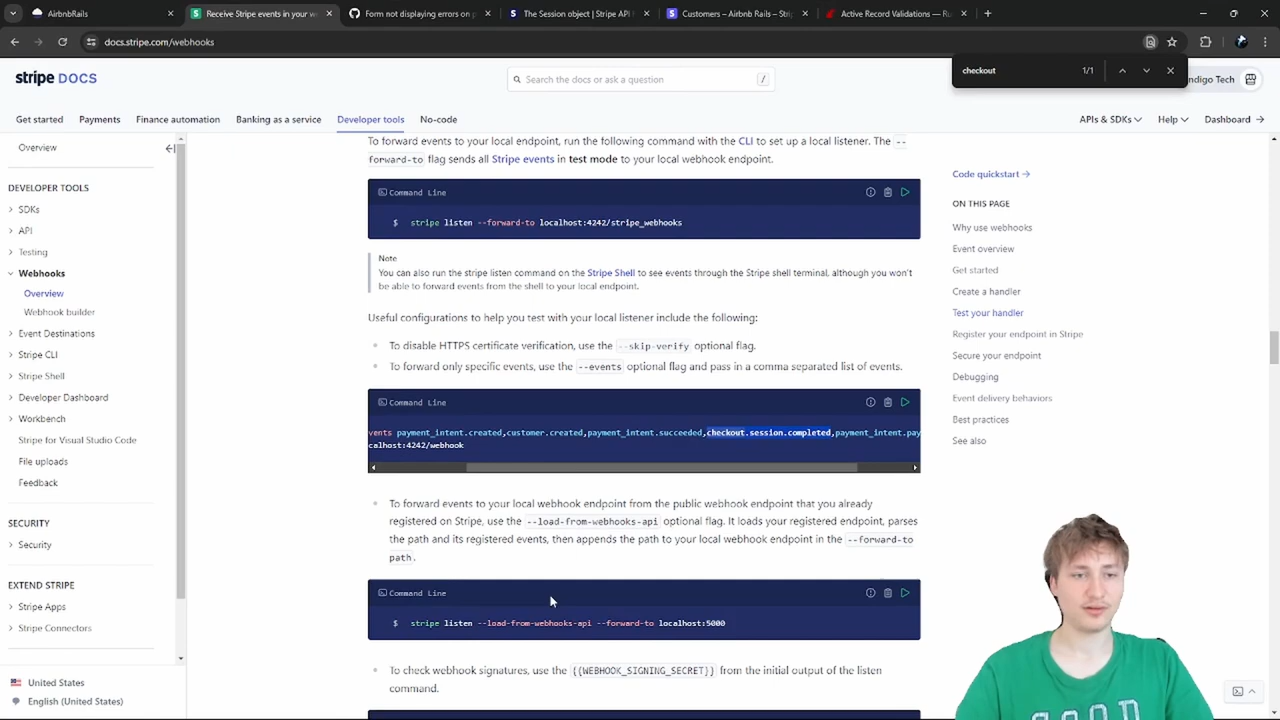 AirbnbRails
Receive Stripe events in your w
Form not displaying errors on p
The Session object | Stripe API
Customers – Airbnb Rails – Strip
Active Record Validations — Ru
docs.stripe.com/webhooks
checkout
1/1
stripe DOCS
Search the docs or ask a question
/
ndigo Tech
Get started
Payments
Finance automation
Banking as a service
Developer tools
No-code
APIs & SDKs
Help
Dashboard
Overview
DEVELOPER TOOLS
SDKs
API
Testing
Webhooks
Overview
Webhook builder
Event Destinations
Stripe CLI
Stripe Shell
Developer Dashboard
Workbench
Stripe for Visual Studio Code
File uploads
Feedback
SECURITY
Security
EXTEND STRIPE
Stripe Apps
Stripe Connectors
United States
English (United States)
To forward events to your local endpoint, run the following command with the CLI to set up a local listener. The --
forward-to flag sends all Stripe events in test mode to your local webhook endpoint.
Command Line
$ stripe listen --forward-to localhost:4242/stripe_webhooks
Note
You can also run the stripe listen command on the Stripe Shell to see events through the Stripe shell terminal, although you won't
be able to forward events from the shell to your local endpoint.
Useful configurations to help you test with your local listener include the following:
To disable HTTPS certificate verification, use the --skip-verify optional flag.
To forward only specific events, use the --events optional flag and pass in a comma separated list of events.
Command Line
vents payment_intent.created,customer.created,payment_intent.succeeded,checkout.session.completed,payment_intent.pay
calhost:4242/webhook
To forward events to your local webhook endpoint from the public webhook endpoint that you already
registered on Stripe, use the --load-from-webhooks-api optional flag. It loads your registered endpoint, parses
the path and its registered events, then appends the path to your local webhook endpoint in the --forward-to
path.
Command Line
$ stripe listen --load-from-webhooks-api --forward-to localhost:5000
To check webhook signatures, use the {{WEBHOOK_SIGNING_SECRET}} from the initial output of the listen
command.
Code quickstart
ON THIS PAGE
Why use webhooks
Event overview
Get started
Create a handler
Test your handler
Register your endpoint in Stripe
Secure your endpoint
Debugging
Event delivery behaviors
Best practices
See also